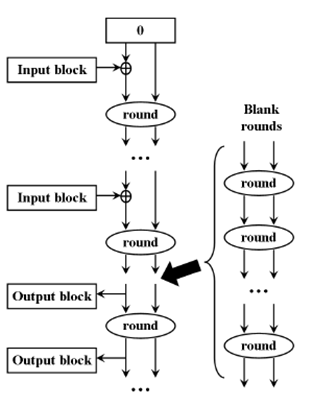 0
Input block
round
...
Input block
round
Output block
round
Output block
...
Blank
rounds
round
round
...
round